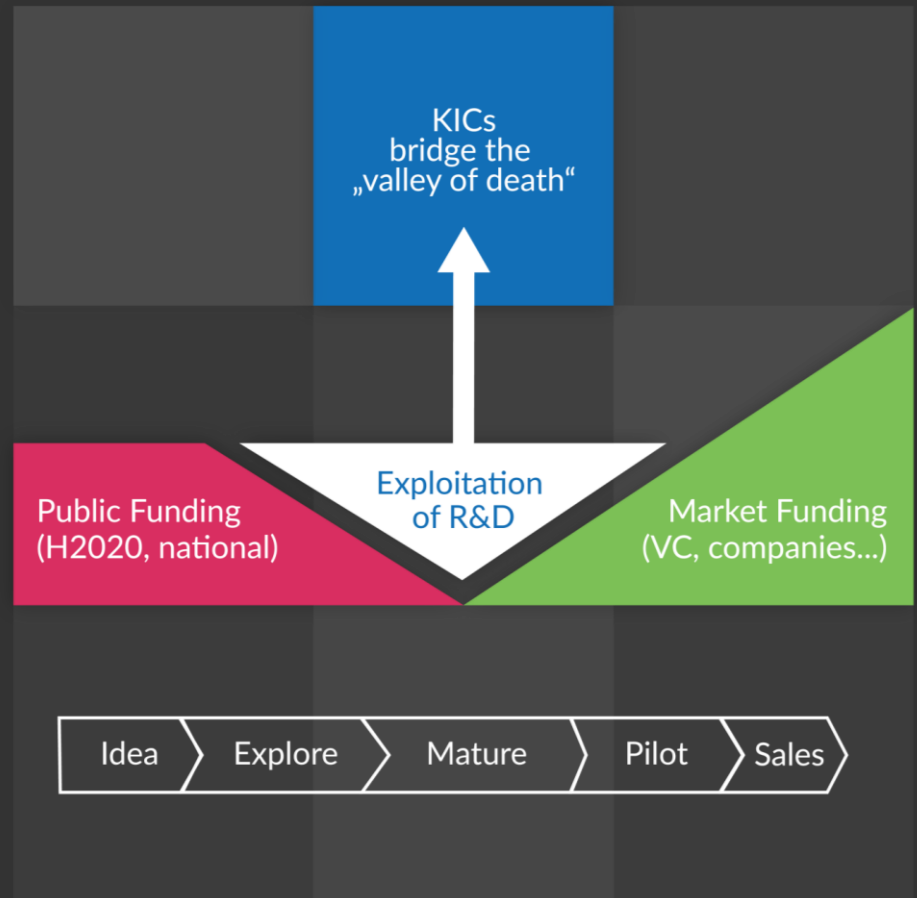 KICs
bridge the
„valley of death“
Exploitation
of R&D
Public Funding
(H2020, national)
Market Funding
(VC, companies...)
Idea
Explore
Mature
Pilot
Sales